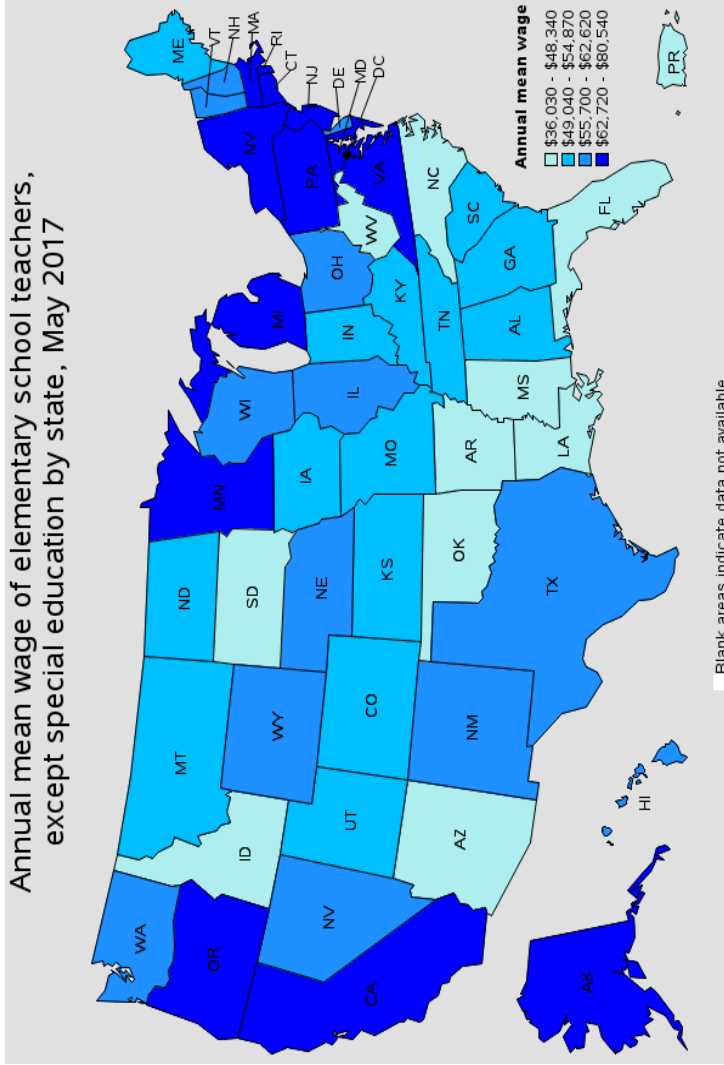 Annual mean wage of elementary school teachers,
except special education by state, May 2017
WA
OR
CA
NV
ID
MT
WY
UT
AZ
CO
NM
ND
SD
NE
KS
OK
TX
MN
IA
MO
AR
LA
WI
IL
MS
MI
IN
KY
TN
AL
OH
WV
GA
SC
NC
FL
VA
PA
NY
ME
VT
NH
MA
RI
CT
NJ
DE
MD
DC
AK
HI
PR
Annual mean wage
$36,030 - $48,340
$49,040 - $54,870
$55,700 - $62,620
$62,720 - $80,540
Blank areas indicate data not available